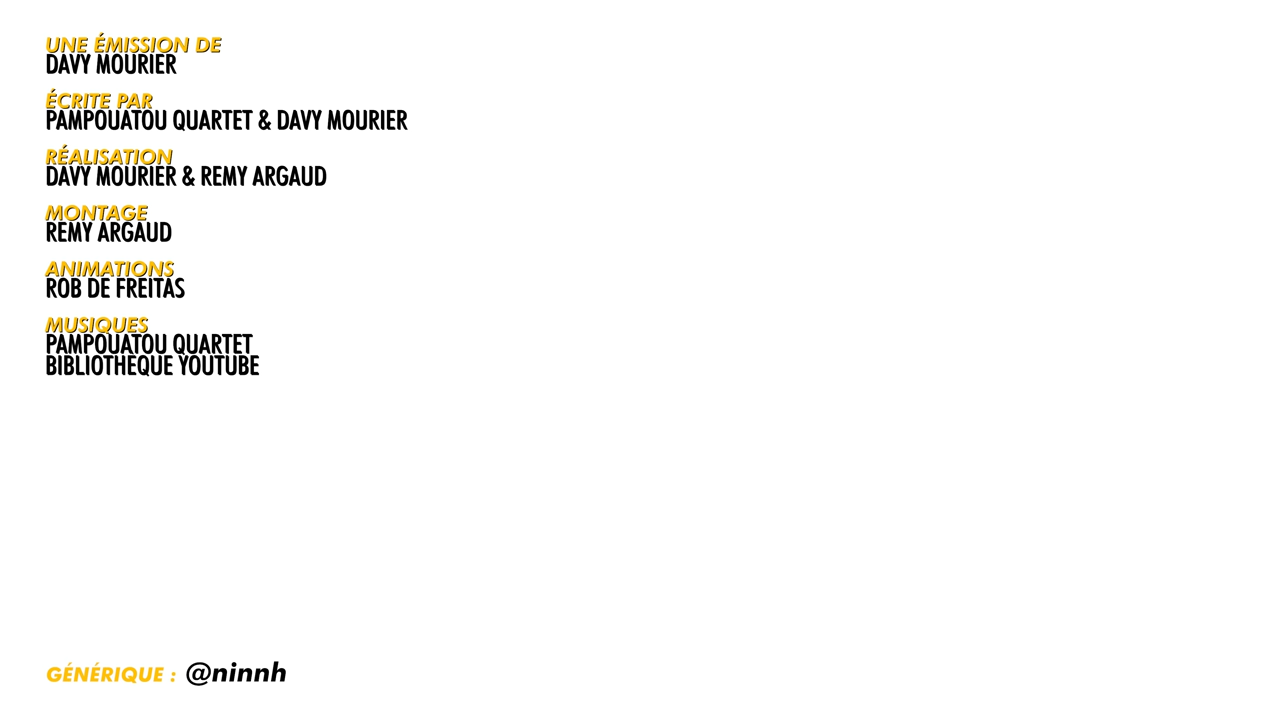 UNE ÉMISSION DE
DAVY MOURIER
ÉCRITE PAR
PAMPOUATOU QUARTET & DAVY MOURIER
RÉALISATION
DAVY MOURIER & REMY ARGAUD
MONTAGE
REMY ARGAUD
ANIMATIONS
ROB DE FREITAS
MUSIQUES
PAMPOUATOU QUARTET
BIBLIOTHÈQUE YOUTUBE
GÉNÉRIQUE : @ninnh